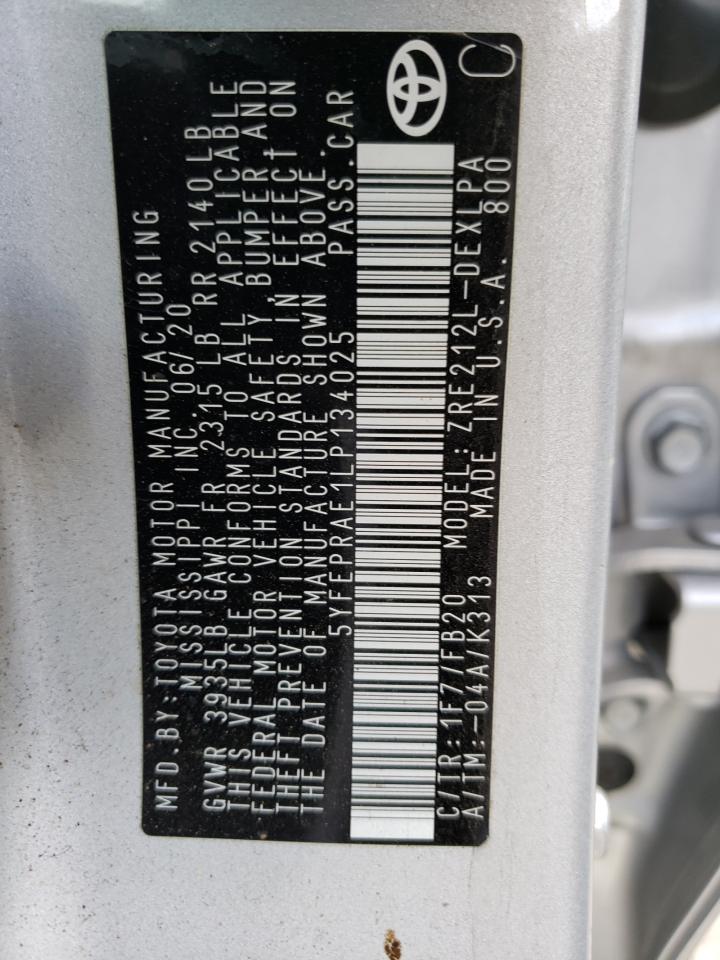 MFD.BY:TOYOTA MOTOR MANUFACTURING
MISSISSIPPI INC. 06/20
GVWR 3935LB GAWR FR 2315 LB RR 2140LB
THIS VEHICLE CONFORMS TO ALL APPLICABLE
FEDERAL MOTOR VEHICLE SAFETY,BUMPER AND
THEFT PREVENTION STANDARDS IN EFFECT ON
THE DATE OF MANUFACTURE SHOWN ABOVE.
5YFEPRAE1LP134025 PASS.CAR
C/TR:1F7/FB20 MODEL:ZRE212L-DEXLPA
A/TM:-04A/K313 MADE IN U.S.A. 800
C